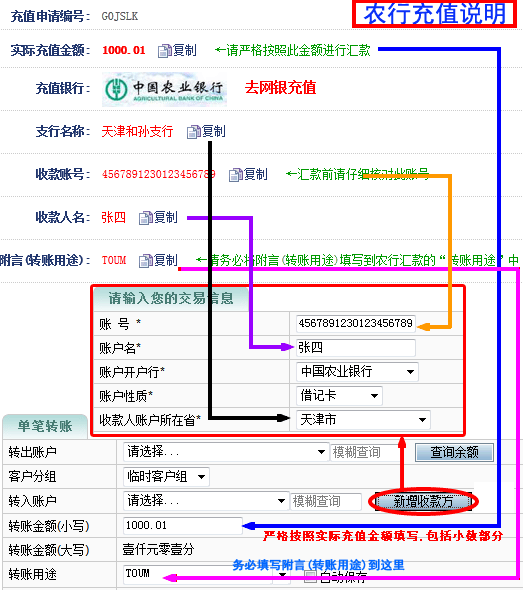 农行充值说明
充值申请编号： GOJSLK
实际充值金额： 1000.01 复制 ←请严格按照此金额进行汇款
充值银行： 中国农业银行 AGRICULTURAL BANK OF CHINA 去网银充值
支行名称： 天津和孙支行 复制
收款账号： 4567891230123456789 复制 ←汇款前请仔细核对此账号
收款人名： 张四 复制
附言(转账用途)： TOUM 复制 ←请务必将附言(转账用途)填写到农行汇款的“转账用途”中
请输入您的交易信息
账 号 * 4567891230123456789
账户名* 张四
账户开户行* 中国农业银行
账户性质* 借记卡
收款人账户所在省* 天津市
单笔转账
转出账户 请选择... 模糊查询 查询余额
客户分组 临时客户组
转入账户 请选择... 模糊查询 新增收款方
转账金额(小写) 1000.01
严格按照实际充值金额填写,包括小数部分
转账金额(大写) 壹仟元零壹分
务必填写附言(转账用途)到这里
转账用途 TOUM 自动保存